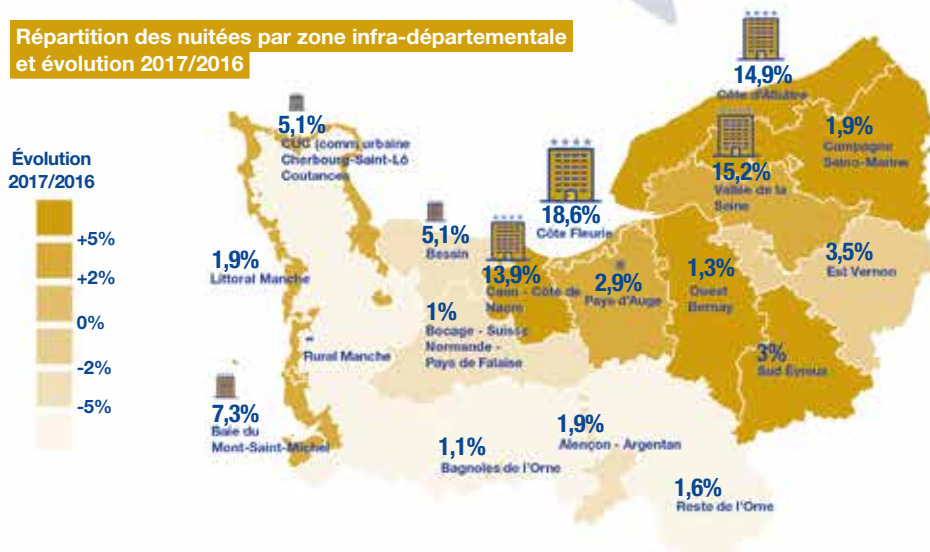 Répartition des nuitées par zone infra-départementale
et évolution 2017/2016
Évolution
2017/2016
+5%
+2%
0%
-2%
-5%
14,9%
Côte d'Albâtre
5,1%
CUC (comm urbaine
Cherbourg-Saint-Lô
Coutances
1,9%
Campagne
Seino-Marine
15,2%
Vallée de la
Seine
18,6%
Côte Fleurie
5,1%
Bessin
3,5%
Est Vernon
1,9%
Littoral Manche
13,9%
Caen - Côte de
Nacre
2,9%
Pays d'Auge
1,3%
Ouest
Bernay
1%
Bocage - Suisse
Normande -
Pays de Falaise
Rural Manche
3%
Sud Évreux
7,3%
Baie du
Mont-Saint-Michel
1,9%
Alençon - Argentan
1,1%
Bagnoles de l'Orne
1,6%
Reste de l'Orne